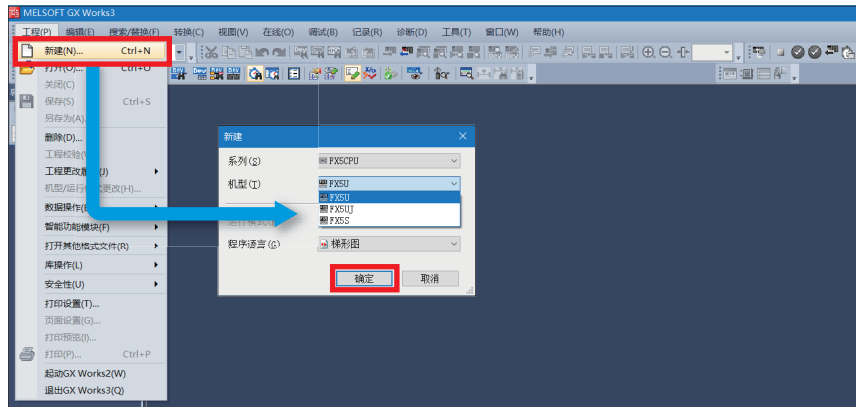 MELSOFT GX Works3
工程(P) 编辑(E) 搜索/替换(F) 转换(C) 视图(V) 在线(O) 调试(B) 记录(R) 诊断(D) 工具(T) 窗口(W) 帮助(H)
新建(N)... Ctrl+N
打开(O)... Ctrl+O
关闭(C)
保存(S) Ctrl+S
另存为(A)
删除(D)...
工程校验
工程更改 (J)
机型/运行 更改(H)...
数据操作
智能功能模块(F)
打开其他格式文件(R)
库操作(L)
安全性(U)
打印设置(T)...
页面设置(G)...
打印预览(I)...
打印(P)... Ctrl+P
起动GX Works2(W)
退出GX Works3(Q)
新建
系列(S) FX5CPU
机型(T) FX5U
FX5U
FX5UJ
FX5S
运行模式
程序语言(G) 梯形图
确定 取消